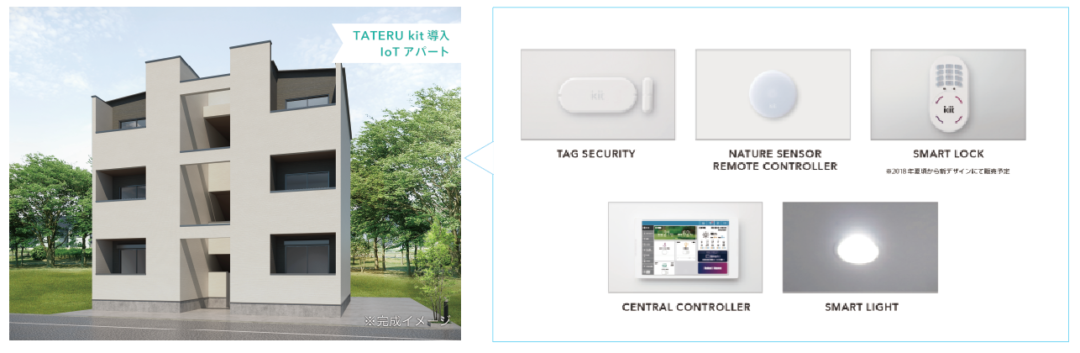 TATERU kit 導入
IoT アパート
※完成イメージ
kit
TAG SECURITY
NATURE SENSOR
REMOTE CONTROLLER
kit
SMART LOCK
※2018年夏頃から新デザインにて販売予定
CENTRAL CONTROLLER
SMART LIGHT